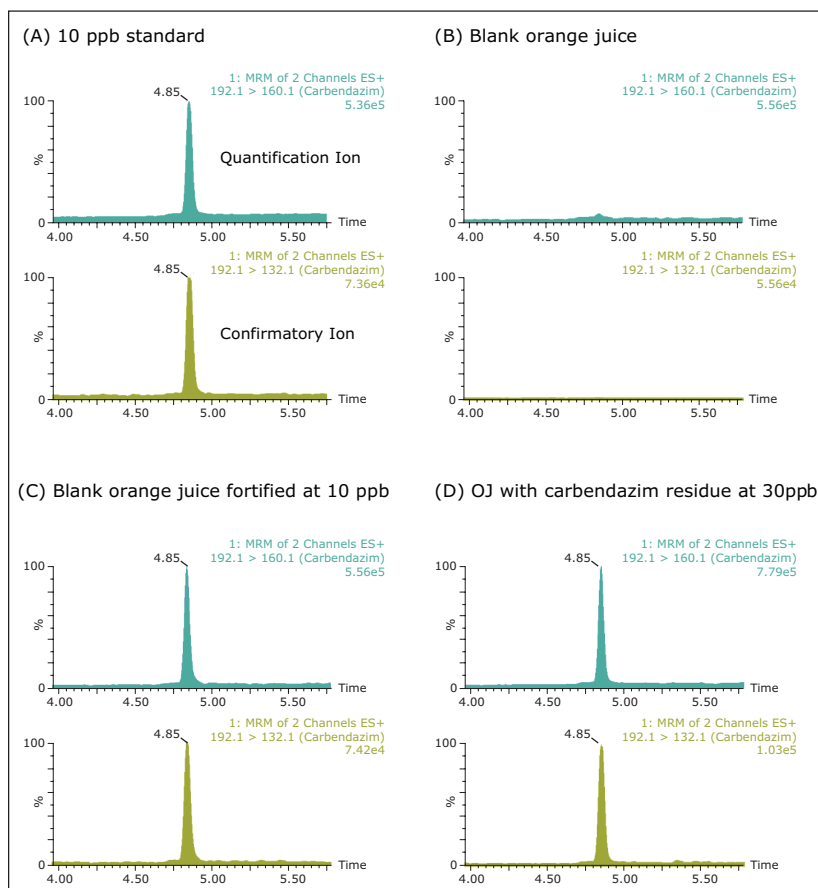 (A) 10 ppb standard
1: MRM of 2 Channels ES+
192.1 > 160.1 (Carbendazim)
5.36e5
4.85
100
%
0
Quantification Ion
Time
4.00 4.50 5.00 5.50
1: MRM of 2 Channels ES+
192.1 > 132.1 (Carbendazim)
7.36e4
4.85
100
%
0
Confirmatory Ion
Time
4.00 4.50 5.00 5.50
(B) Blank orange juice
1: MRM of 2 Channels ES+
192.1 > 160.1 (Carbendazim)
5.56e5
100
%
0
Time
4.00 4.50 5.00 5.50
1: MRM of 2 Channels ES+
192.1 > 132.1 (Carbendazim)
5.56e4
100
%
0
Time
4.00 4.50 5.00 5.50
(C) Blank orange juice fortified at 10 ppb
1: MRM of 2 Channels ES+
192.1 > 160.1 (Carbendazim)
5.56e5
4.85
100
%
0
Time
4.00 4.50 5.00 5.50
1: MRM of 2 Channels ES+
192.1 > 132.1 (Carbendazim)
7.42e4
4.85
100
%
0
Time
4.00 4.50 5.00 5.50
(D) OJ with carbendazim residue at 30ppb
1: MRM of 2 Channels ES+
192.1 > 160.1 (Carbendazim)
7.79e5
4.85
100
%
0
Time
4.00 4.50 5.00 5.50
1: MRM of 2 Channels ES+
192.1 > 132.1 (Carbendazim)
1.03e5
4.85
100
%
0
Time
4.00 4.50 5.00 5.50